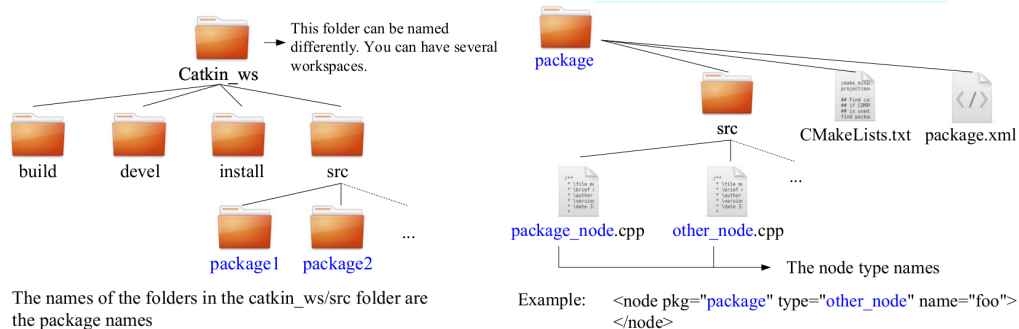 This folder can be named
differently. You can have several
workspaces.
Catkin_ws
build
devel
install
src
package1
package2
...
The names of the folders in the catkin_ws/src folder are
the package names
package
src
CMakeLists.txt
package.xml
...
package_node.cpp
other_node.cpp
The node type names
Example:
<node pkg="package" type="other_node" name="foo">
</node>